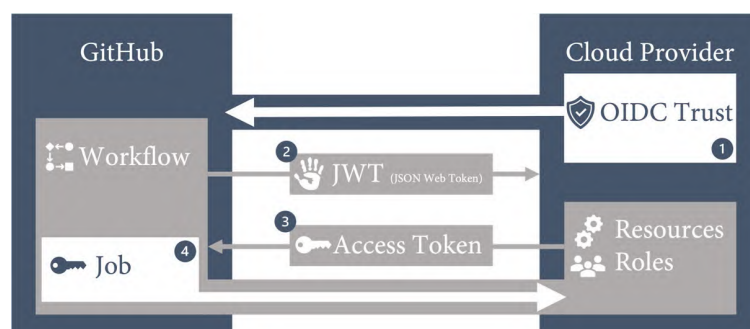 GitHub
Cloud Provider
OIDC Trust
1
Workflow
2
JWT (JSON Web Token)
3
Access Token
Resources
Roles
4
Job